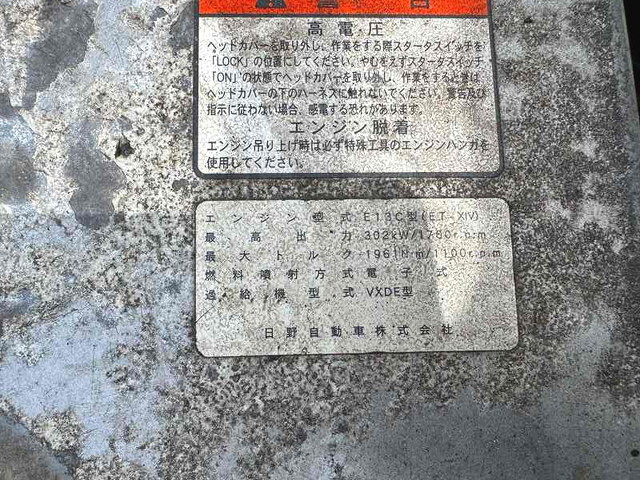 警告
高電圧
ヘッドカバーを取り外し、作業をする際スタータスイッチを
「LOCK」の位置にしてください。やむをえずスタータスイッチ
「ON」の状態でヘッドカバーを取り外し、作業をするときは
ヘッドカバーの下のハーネスに触れないでください。警告及び
指示に従わない場合、感電する恐れがあります。
エンジン脱着
エンジン吊り上げ時は必ず特殊工具のエンジンハンガを
使用してください。
エンジン型式 E13C型(ET-XIV)
最高出力 302kW/1780r.p.m
最大トルク 1961N・m/1100r.p.m
燃料噴射方式 電子式
過給機型式 VXDE型
日野自動車株式会社